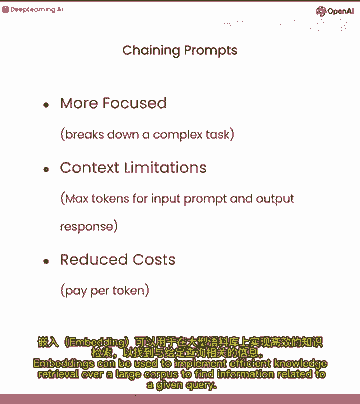 DeepLearning.AI
OpenAI
Chaining Prompts
• More Focused
(breaks down a complex task)
• Context Limitations
(Max tokens for input prompt and output
response)
• Reduced Costs
(pay per token)
嵌入（Embedding）可以用于在大型语料库上实现高效的知识
检索，以找到与给定查询相关的信息。
Embeddings can be used to implement efficient knowledge
retrieval over a large corpus to find information related to
a given query.